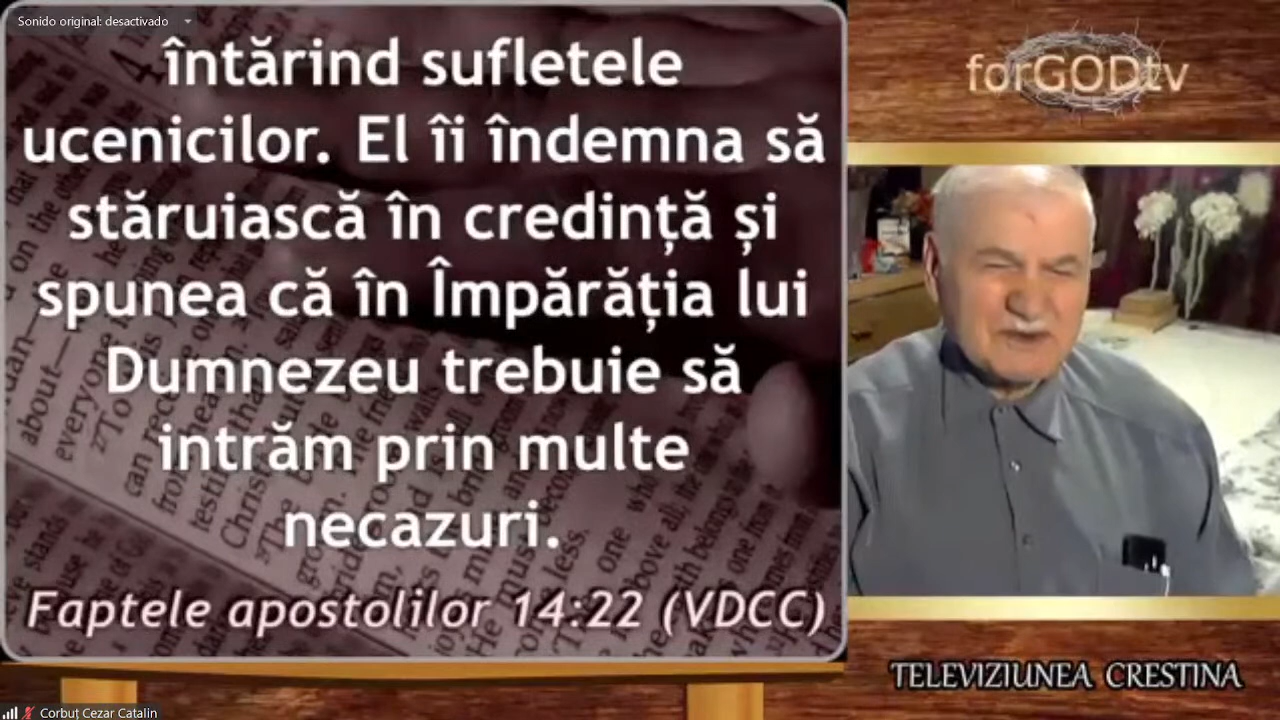 Sonido original: desactivado
întărind sufletele
ucenicilor. El îi îndemna să
stăruiască în credință și
spunea că în Împărăția lui
Dumnezeu trebuie să
intrăm prin multe
necazuri.
Faptele apostolilor 14:22 (VDCC)
forGODtv
TELEVIZIUNEA CRESTINA
Corbuț Cezar Catalin